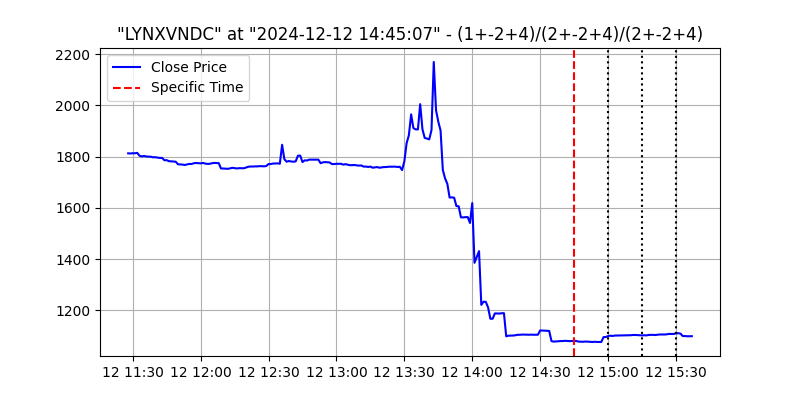 "LYNXVNDC" at "2024-12-12 14:45:07" - (1+-2+4)/(2+-2+4)/(2+-2+4)
Close Price
Specific Time
2200
2000
1800
1600
1400
1200
12 11:30 12 12:00 12 12:30 12 13:00 12 13:30 12 14:00 12 14:30 12 15:00 12 15:30